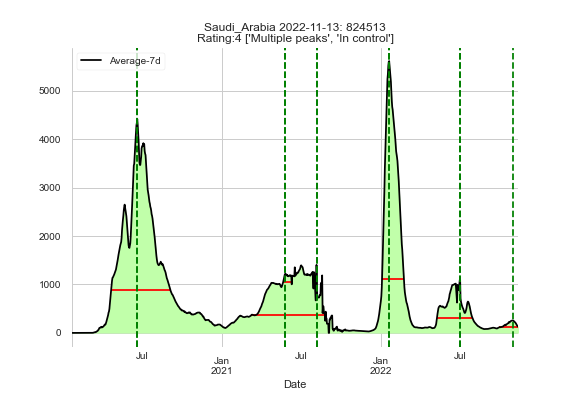 Saudi_Arabia 2022-11-13: 824513
Rating:4 ['Multiple peaks', 'In control']
Average-7d
5000
4000
3000
2000
1000
0
Jul
Jan
2021
Jul
Jan
2022
Jul
Date